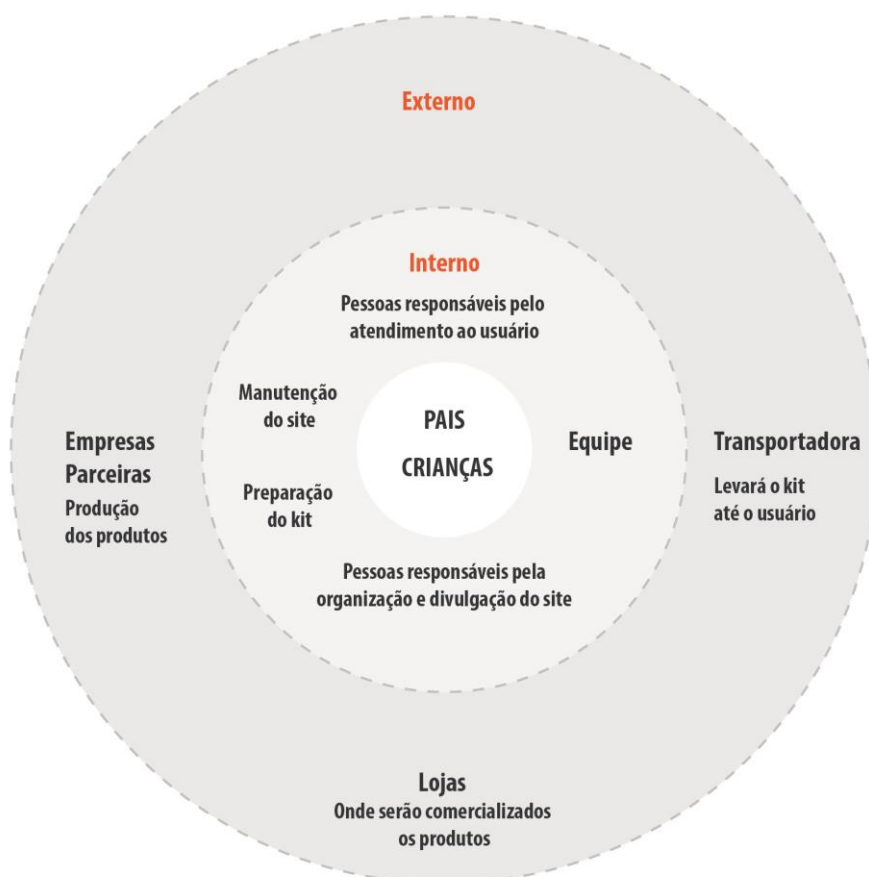 Externo
Interno
Pessoas responsáveis pelo
atendimento ao usuário
Manutenção
do site
PAIS
CRIANÇAS
Equipe
Preparação
do kit
Pessoas responsáveis pela
organização e divulgação do site
Empresas
Parceiras
Produção
dos produtos
Transportadora
Levará o kit
até o usuário
Lojas
Onde serão comercializados
os produtos